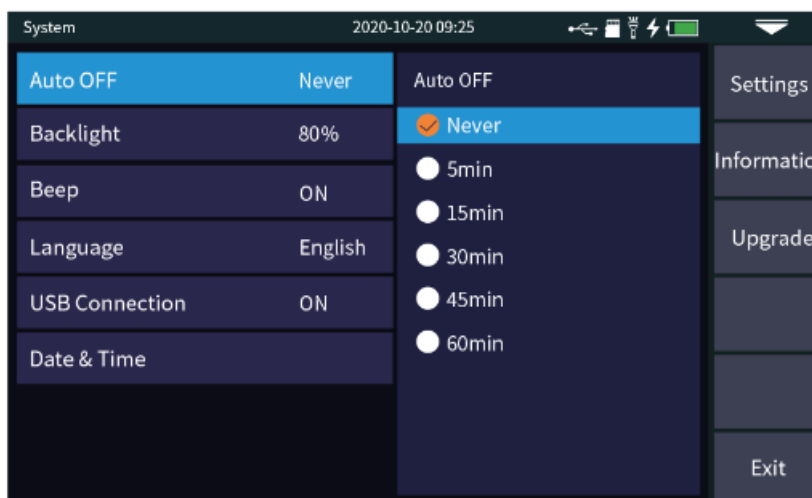 System 2020-10-20 09:25
Auto OFF Never
Backlight 80%
Beep ON
Language English
USB Connection ON
Date & Time
Auto OFF
Never
5min
15min
30min
45min
60min
Settings
Informatic
Upgrade
Exit